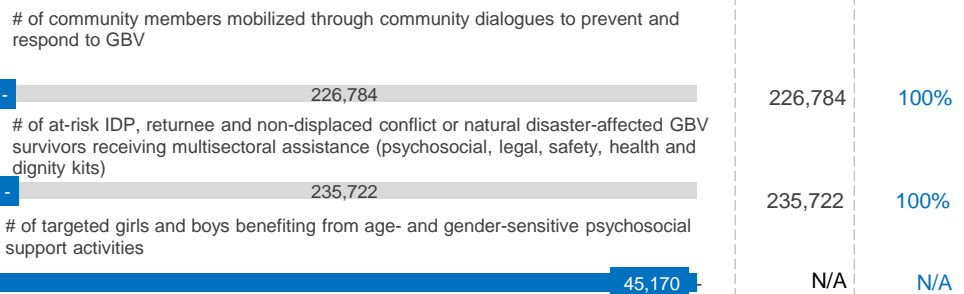 # of community members mobilized through community dialogues to prevent and
respond to GBV
- 226,784 226,784 100%
# of at-risk IDP, returnee and non-displaced conflict or natural disaster-affected GBV
survivors receiving multisectoral assistance (psychosocial, legal, safety, health and
dignity kits)
- 235,722 235,722 100%
# of targeted girls and boys benefiting from age- and gender-sensitive psychosocial
support activities
45,170 - N/A N/A